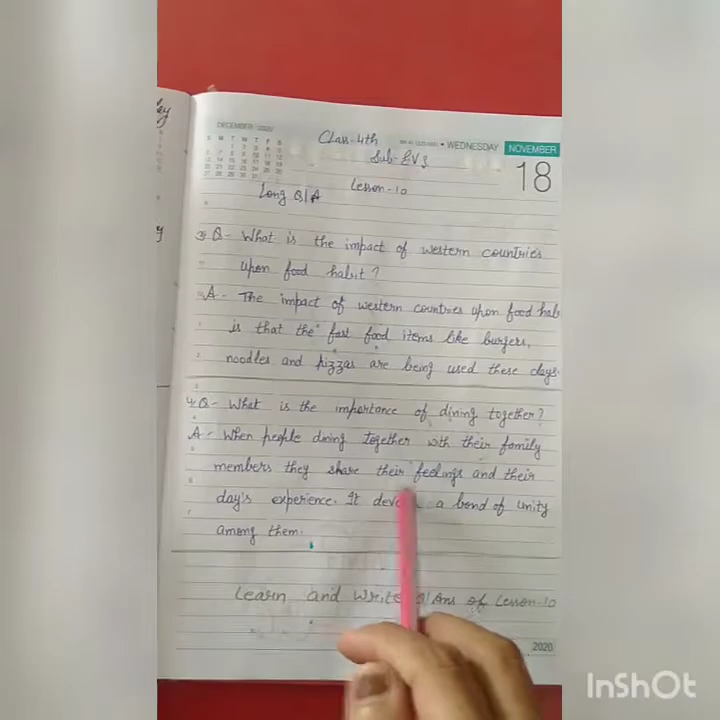 DECEMBER 2020
WEDNESDAY
NOVEMBER
18
Class-4th
Sub-EVS
Lesson-10
Long Q|A
3 Q- What is the impact of western countries
upon food habit?
A- The impact of western countries upon food hab
is that the fast food items like burgers,
noodles and pizzas are being used these days.
4 Q- What is the importance of dining together?
A- When people dining together with their family
members they share their feelings and their
day's experience. It a bond of unity
among them.
Learn and Write Q|Ans of Lesson-10
2020
InShOt